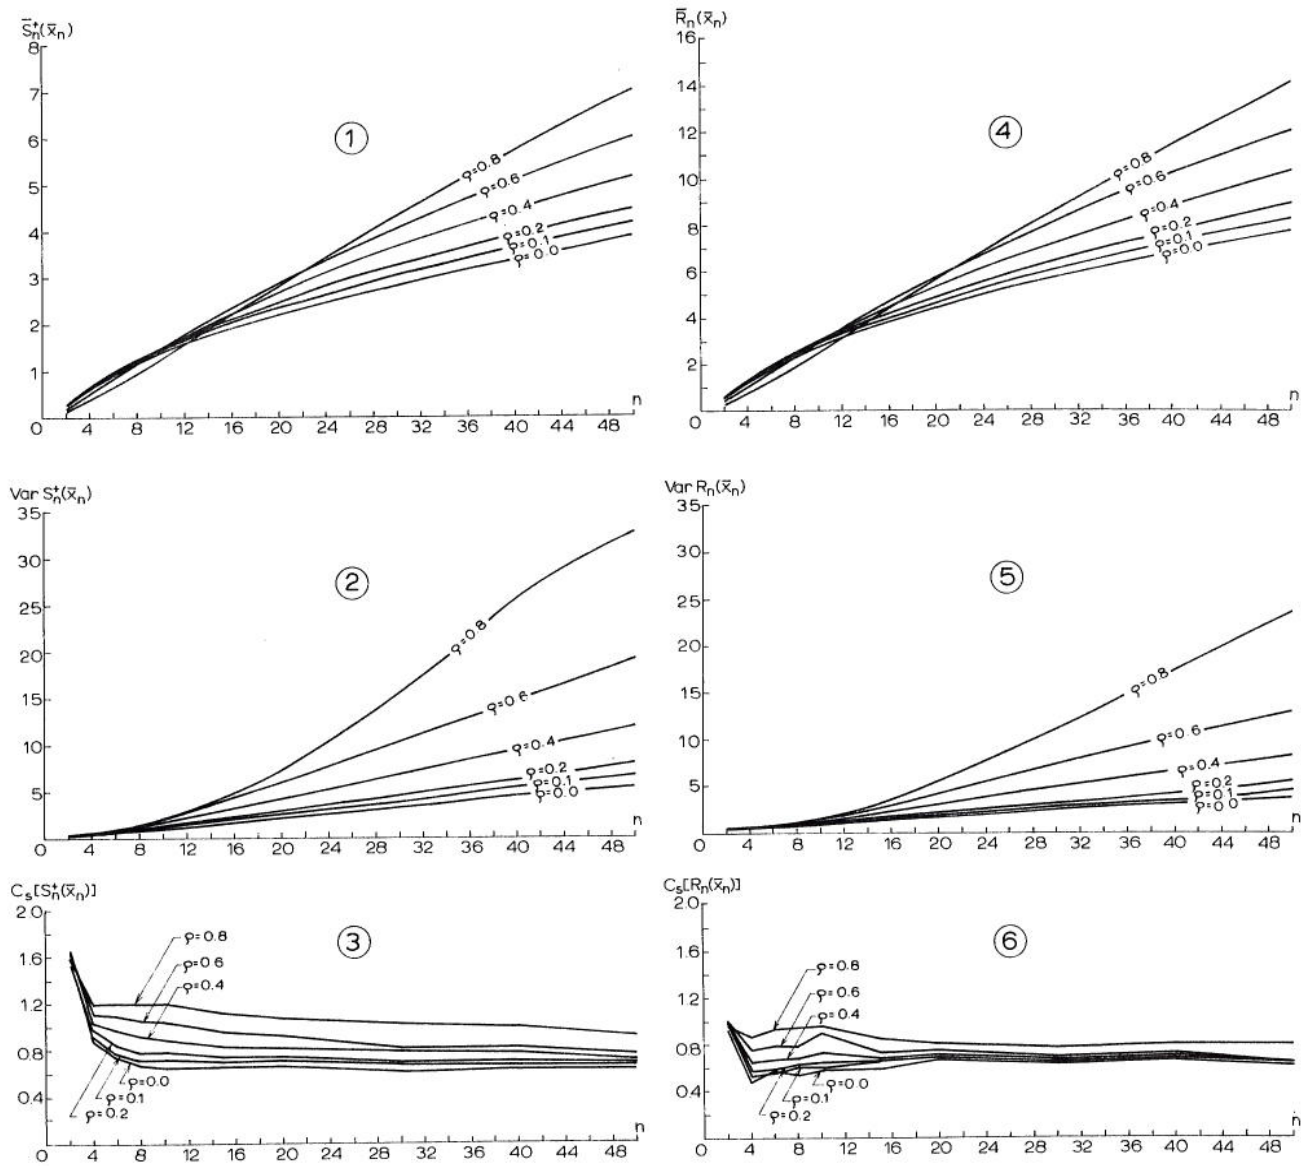 S̄ₙ⁺(x̄ₙ)
8
7
6
5
4
3
2
1
0 4 8 12 16 20 24 28 32 36 40 44 48
n
①
ρ=0.8
ρ=0.6
ρ=0.4
ρ=0.2
ρ=0.1
ρ=0.0
R̄ₙ(x̄ₙ)
16
14
12
10
8
6
4
2
0 4 8 12 16 20 24 28 32 36 40 44 48
n
④
ρ=0.8
ρ=0.6
ρ=0.4
ρ=0.2
ρ=0.1
ρ=0.0
Var Sₙ⁺(x̄ₙ)
35
30
25
20
15
10
5
0 4 8 12 16 20 24 28 32 36 40 44 48
n
②
ρ=0.8
ρ=0.6
ρ=0.4
ρ=0.2
ρ=0.1
ρ=0.0
Var Rₙ(x̄ₙ)
35
30
25
20
15
10
5
0 4 8 12 16 20 24 28 32 36 40 44 48
n
⑤
ρ=0.8
ρ=0.6
ρ=0.4
ρ=0.2
ρ=0.1
ρ=0.0
Cₛ[Sₙ⁺(x̄ₙ)]
2.0
1.6
1.2
0.8
0.4
0 4 8 12 16 20 24 28 32 36 40 44 48
n
③
ρ=0.8
ρ=0.6
ρ=0.4
ρ=0.0
ρ=0.1
ρ=0.2
Cₛ[Rₙ(x̄ₙ)]
2.0
1.6
1.2
0.8
0.4
0 4 8 12 16 20 24 28 32 36 40 44 48
n
⑥
ρ=0.8
ρ=0.6
ρ=0.4
ρ=0.0
ρ=0.1
ρ=0.2